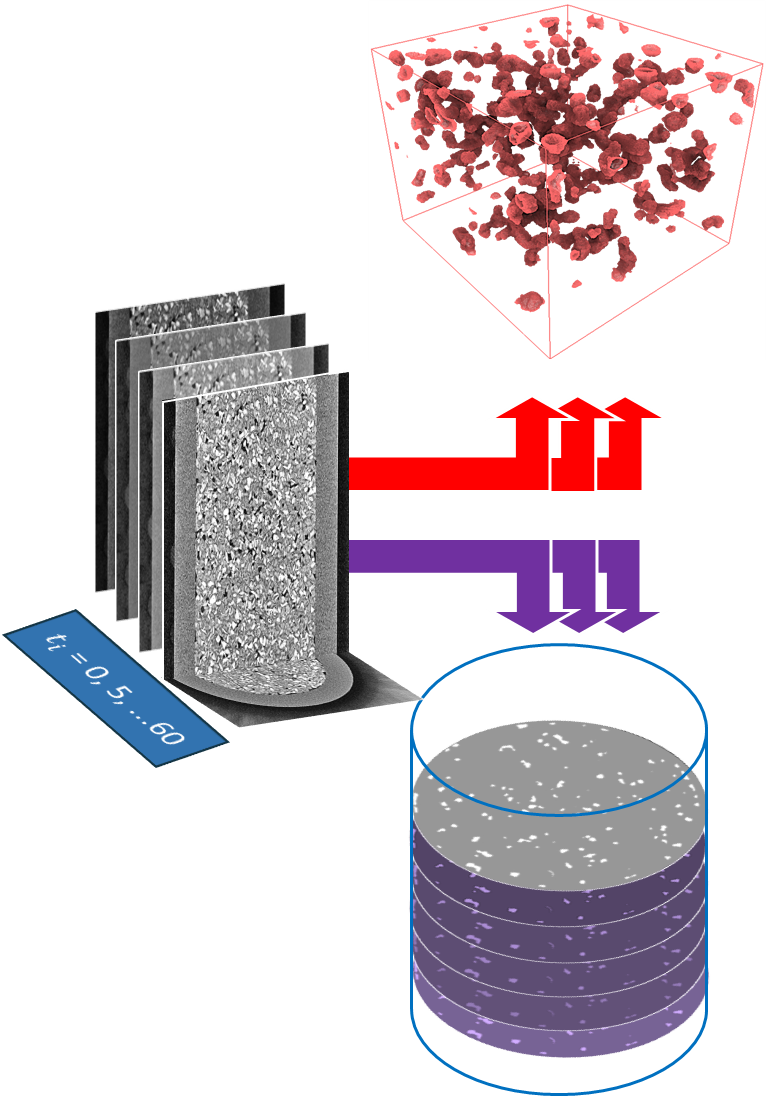 tᵢ = 0, 5, ...60